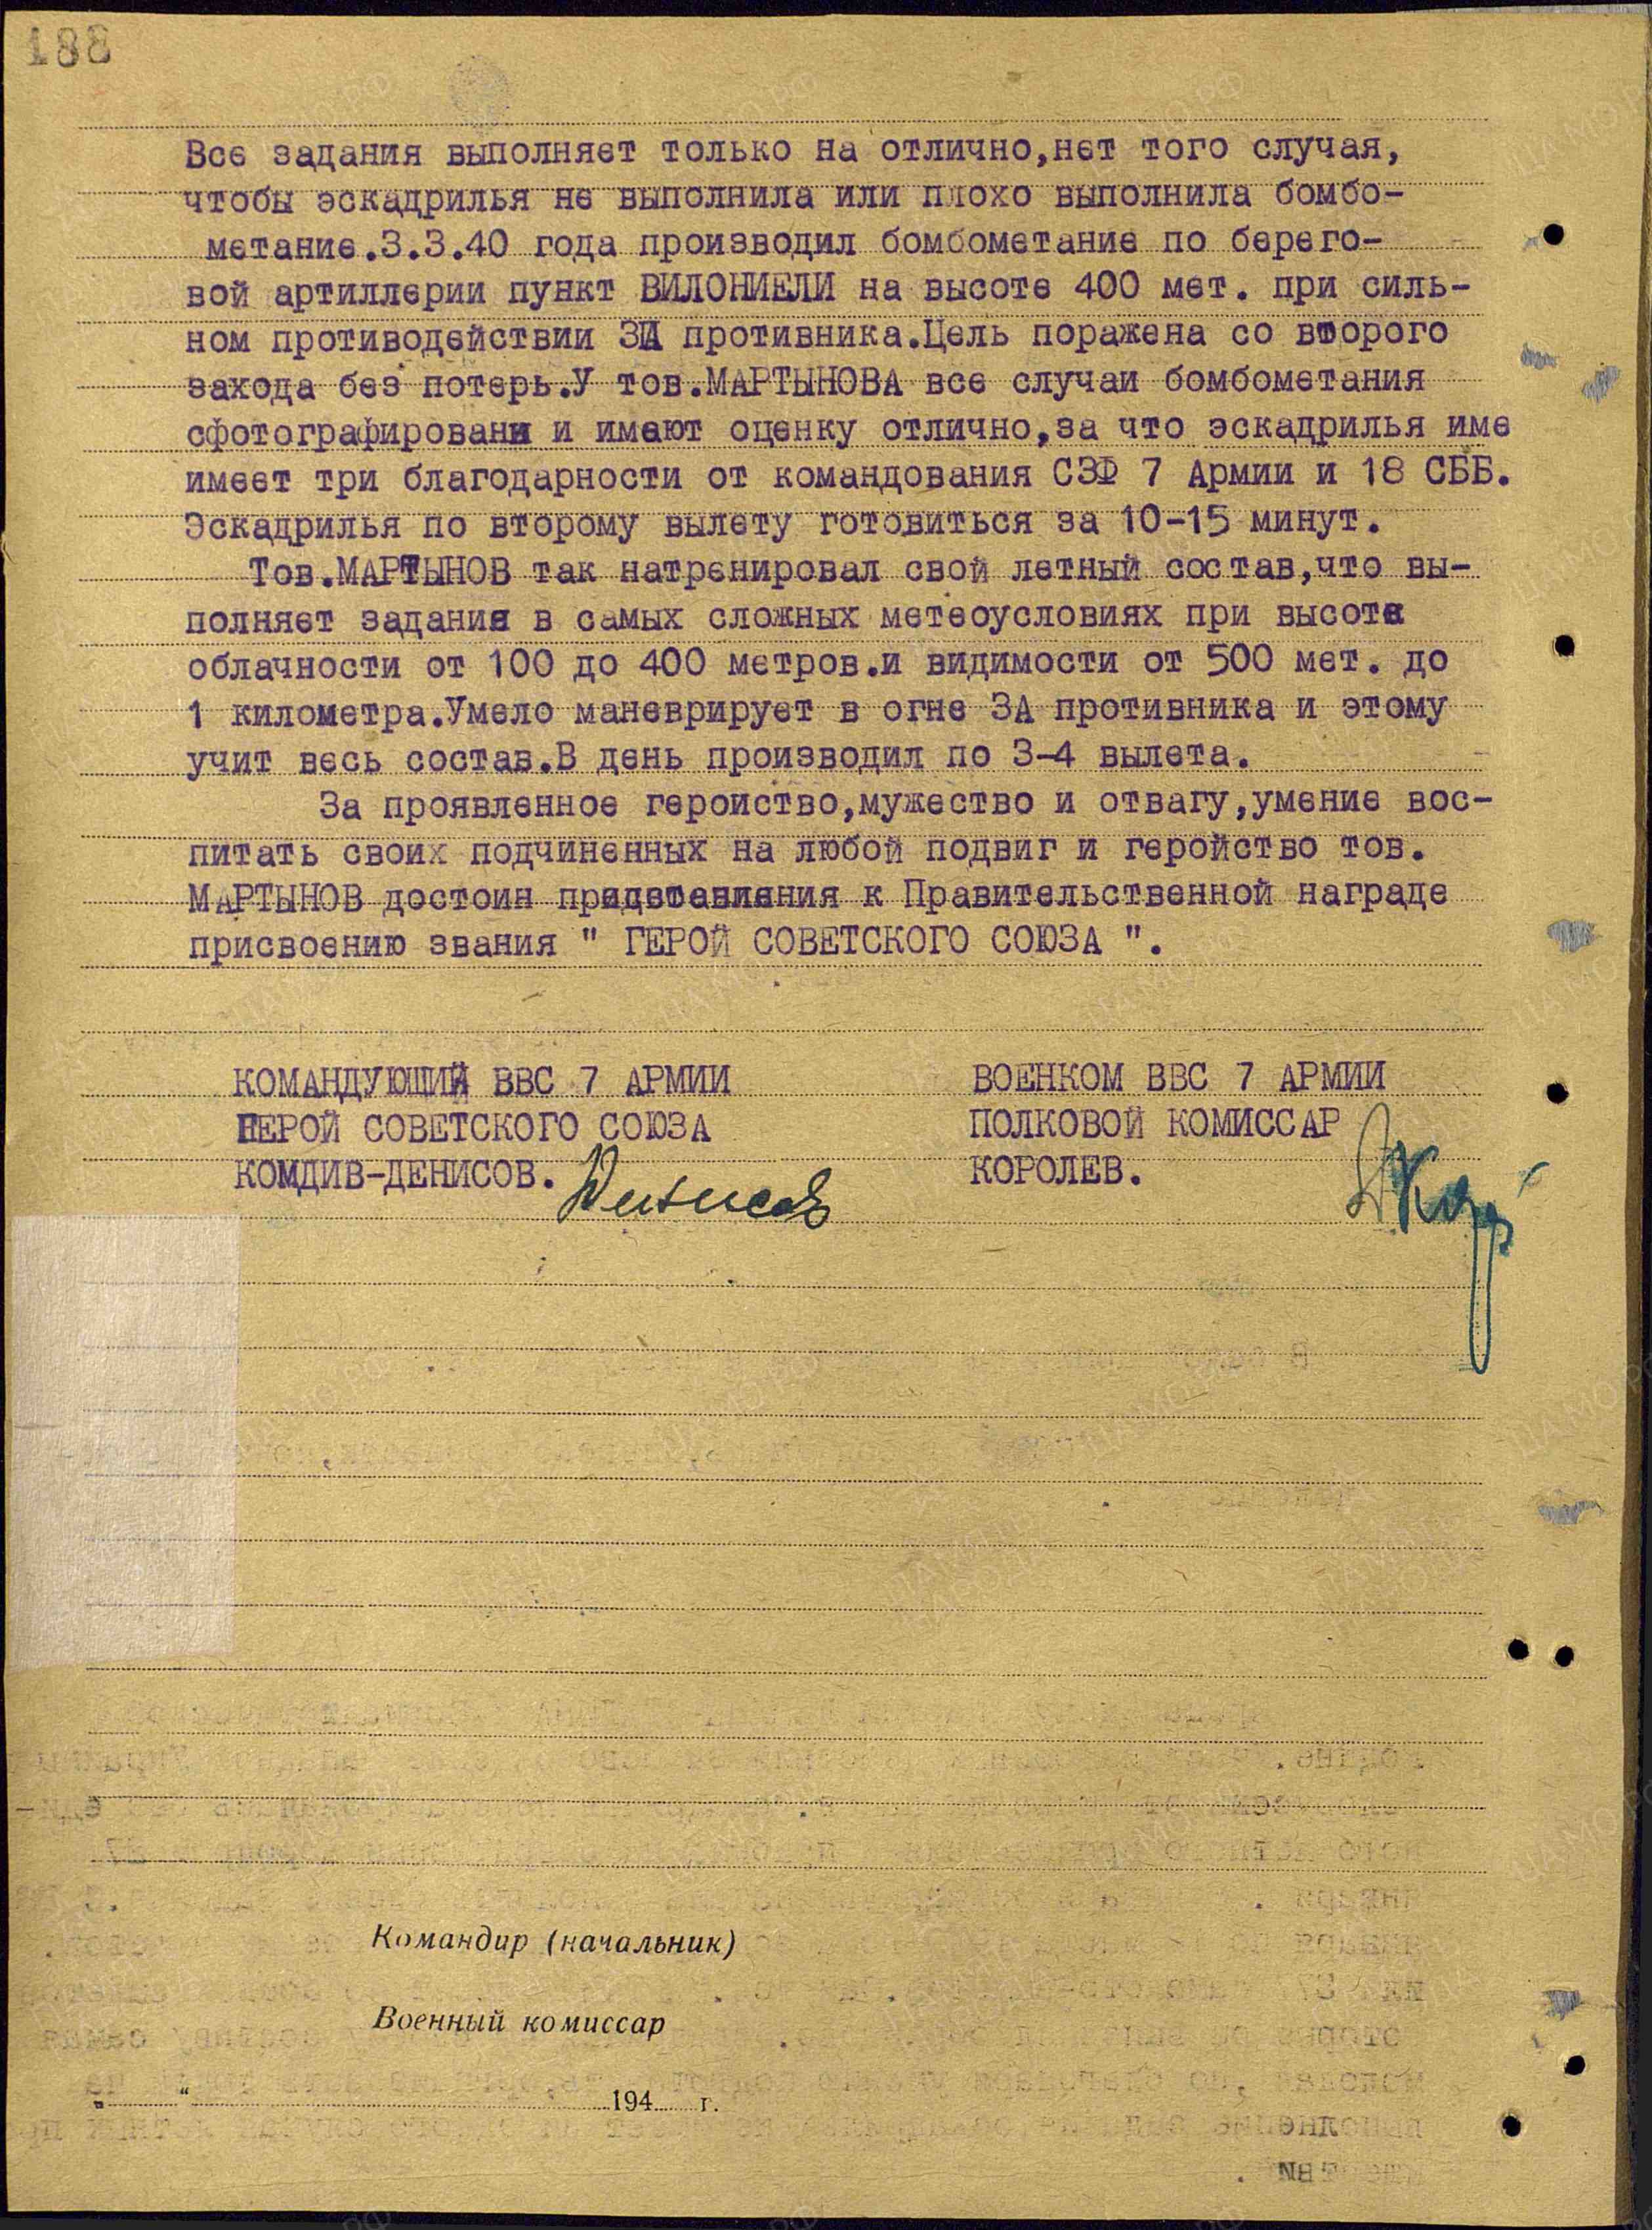 188
Все задания выполняет только на отлично,нет того случая,
чтобы эскадрилья не выполнила или плохо выполнила бомбо-
метание.3.3.40 года производил бомбометание по берего-
вой артиллерии пункт ВИЛОНИЕЛИ на высоте 400 мет. при силь-
ном противодействии ЗА противника.Цель поражена со второго
захода без потерь.У тов.МАРТЫНОВА все случаи бомбометания
сфотографированы и имеют оценку отлично,за что эскадрилья име
имеет три благодарности от командования СЗФ 7 Армии и 18 СББ.
Эскадрилья по второму вылету готовиться за 10-15 минут.
Тов.МАРТЫНОВ так натренировал свой летный состав,что вы-
полняет задания в самых сложных метеоусловиях при высоте
облачности от 100 до 400 метров.и видимости от 500 мет. до
1 километра.Умело маневрирует в огне ЗА противника и этому
учит весь состав.В день производил по 3-4 вылета.
За проявленное героиство,мужество и отвагу,умение вос-
питать своих подчиненных на любой подвиг и геройство тов.
МАРТЫНОВ достоин к Правительственной награде
присвоению звания " ГЕРОЙ СОВЕТСКОГО СОЮЗА ".
КОМАНДУЮЩИЙ ВВС 7 АРМИИ
ГЕРОЙ СОВЕТСКОГО СОЮЗА
КОМДИВ-ДЕНИСОВ. Денисов
ВОЕНКОМ ВВС 7 АРМИИ
ПОЛКОВОЙ КОМИССАР
КОРОЛЕВ.
Командир (начальник)
Военный комиссар
„ “ 194 г.